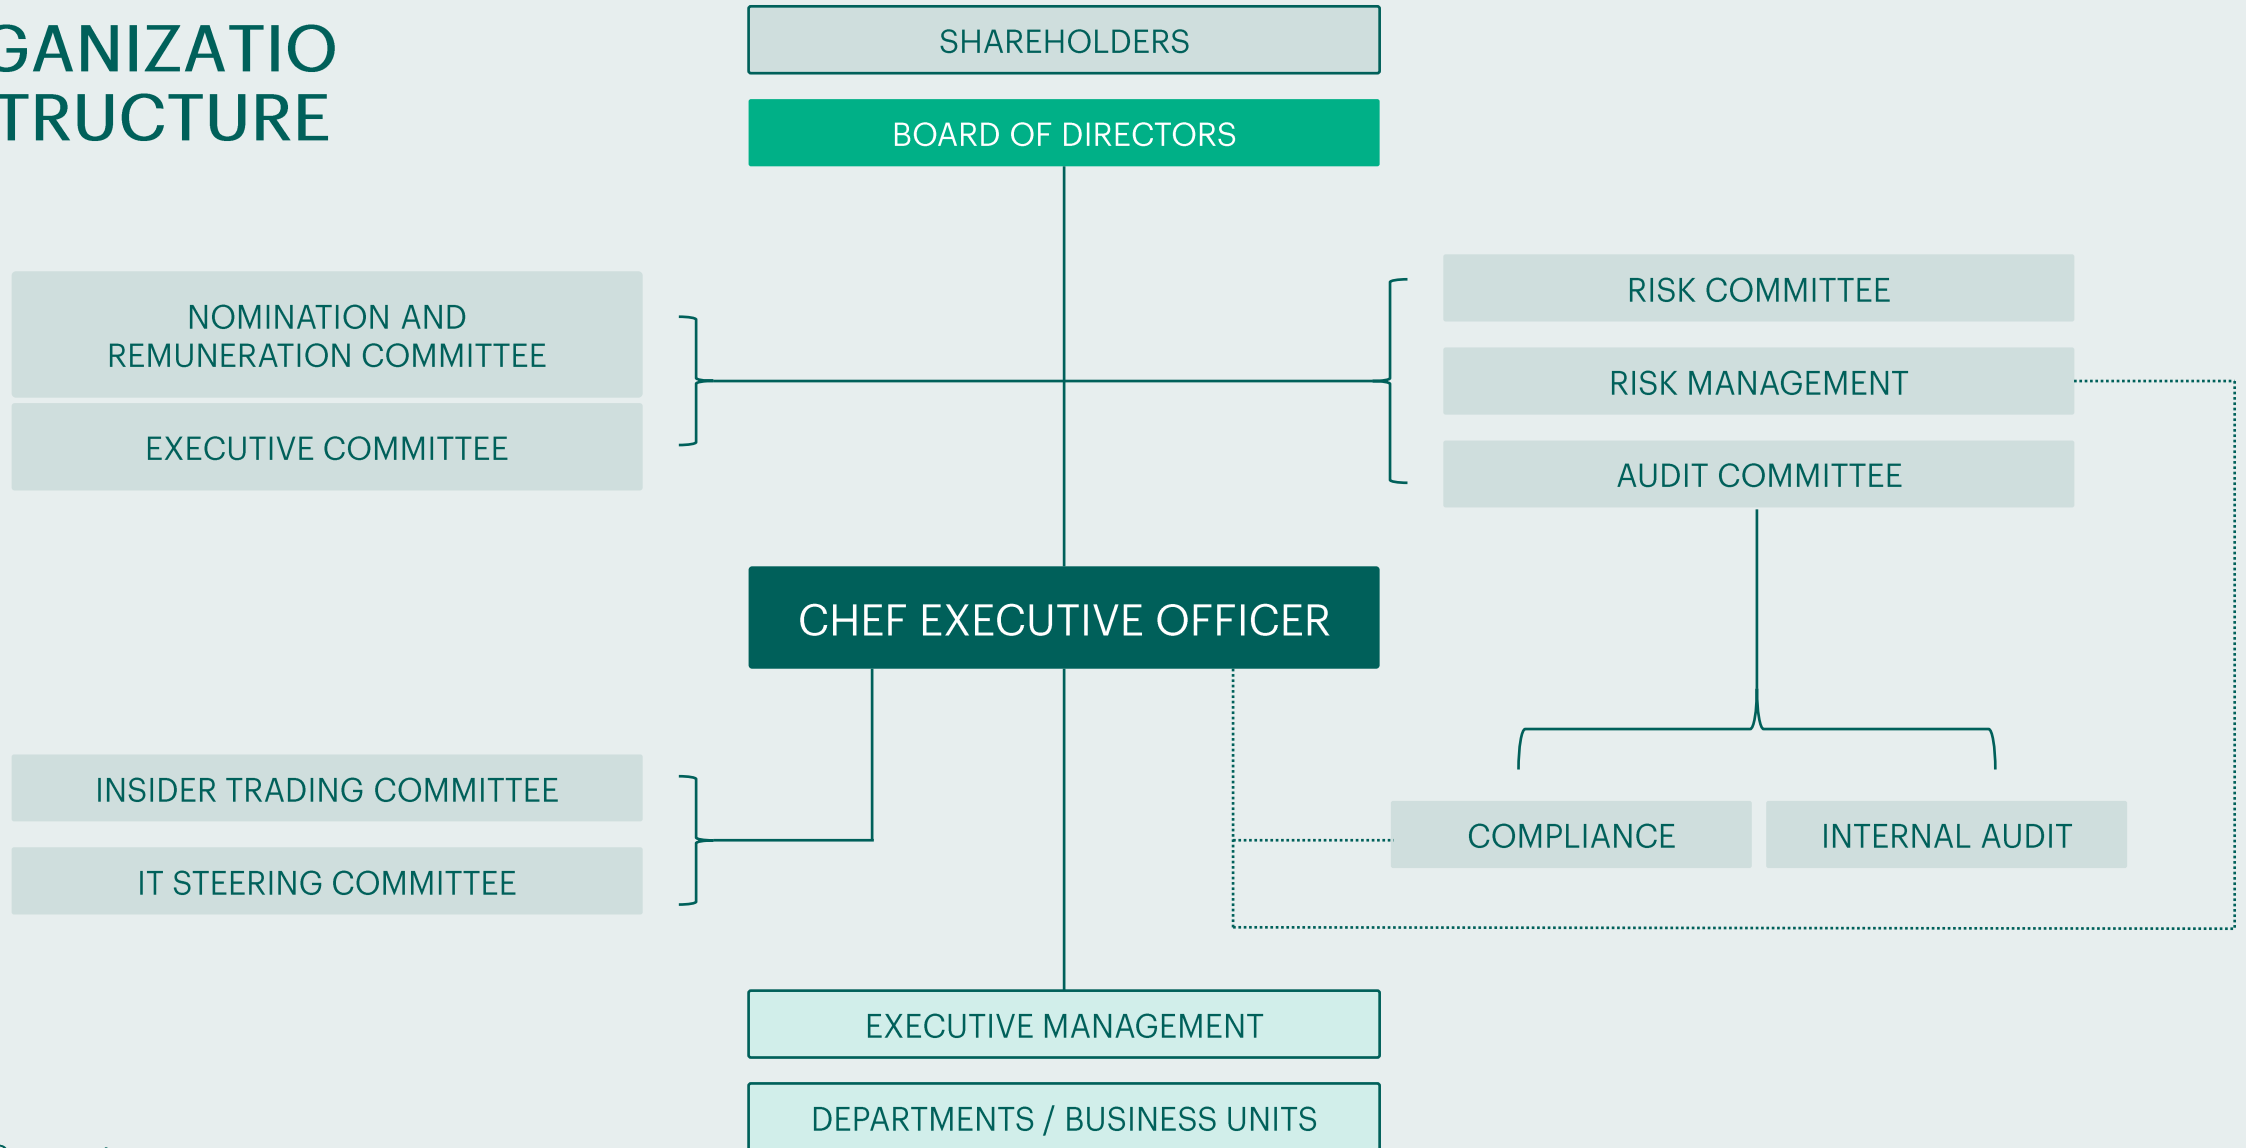 GANIZATIO
TRUCTURE
SHAREHOLDERS
BOARD OF DIRECTORS
NOMINATION AND
REMUNERATION COMMITTEE
EXECUTIVE COMMITTEE
RISK COMMITTEE
RISK MANAGEMENT
AUDIT COMMITTEE
CHEF EXECUTIVE OFFICER
INSIDER TRADING COMMITTEE
IT STEERING COMMITTEE
COMPLIANCE
INTERNAL AUDIT
EXECUTIVE MANAGEMENT
DEPARTMENTS / BUSINESS UNITS